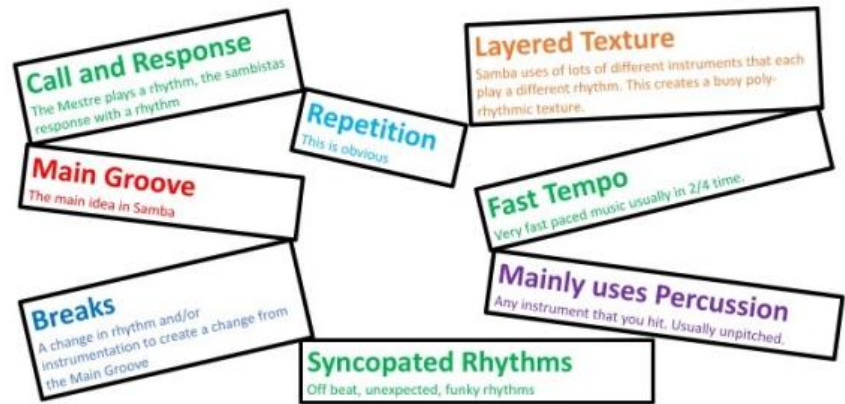 Call and Response
The Mestre plays a rhythm, the sambistas
response with a rhythm
Layered Texture
Samba uses of lots of different instruments that each
play a different rhythm. This creates a busy poly-
rhythmic texture.
Repetition
This is obvious
Main Groove
The main idea in Samba
Fast Tempo
Very fast paced music usually in 2/4 time.
Breaks
A change in rhythm and/or
instrumentation to create a change from
the Main Groove
Mainly uses Percussion
Any instrument that you hit. Usually unpitched.
Syncopated Rhythms
Off beat, unexpected, funky rhythms